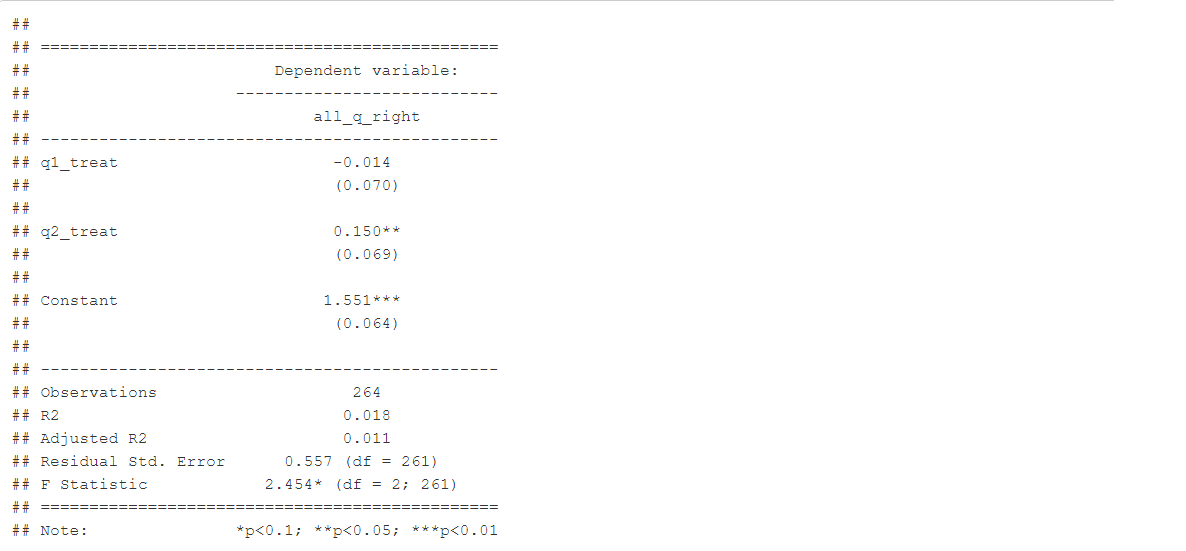 ##
## ===============================================
##                         Dependent variable:
##                     ---------------------------
##                             all_q_right
## -----------------------------------------------
## q1_treat                      -0.014
##                               (0.070)
##
## q2_treat                      0.150**
##                               (0.069)
##
## Constant                     1.551***
##                               (0.064)
##
## -----------------------------------------------
## Observations                    264
## R2                             0.018
## Adjusted R2                    0.011
## Residual Std. Error      0.557 (df = 261)
## F Statistic            2.454* (df = 2; 261)
## ===============================================
## Note:               *p<0.1; **p<0.05; ***p<0.01